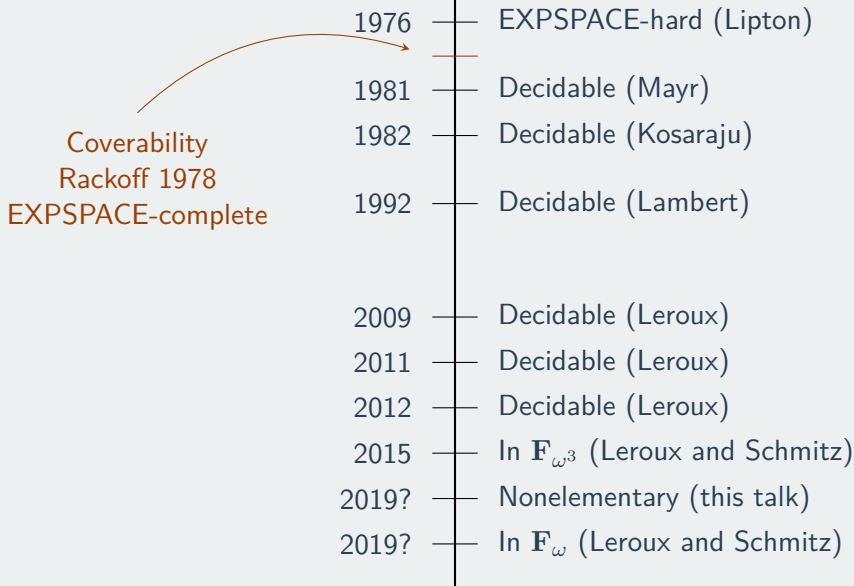 1976 EXPSPACE-hard (Lipton)
Coverability
Rackoff 1978
EXPSPACE-complete
1981 Decidable (Mayr)
1982 Decidable (Kosaraju)
1992 Decidable (Lambert)
2009 Decidable (Leroux)
2011 Decidable (Leroux)
2012 Decidable (Leroux)
2015 In F_{ω³} (Leroux and Schmitz)
2019? Nonelementary (this talk)
2019? In F_ω (Leroux and Schmitz)